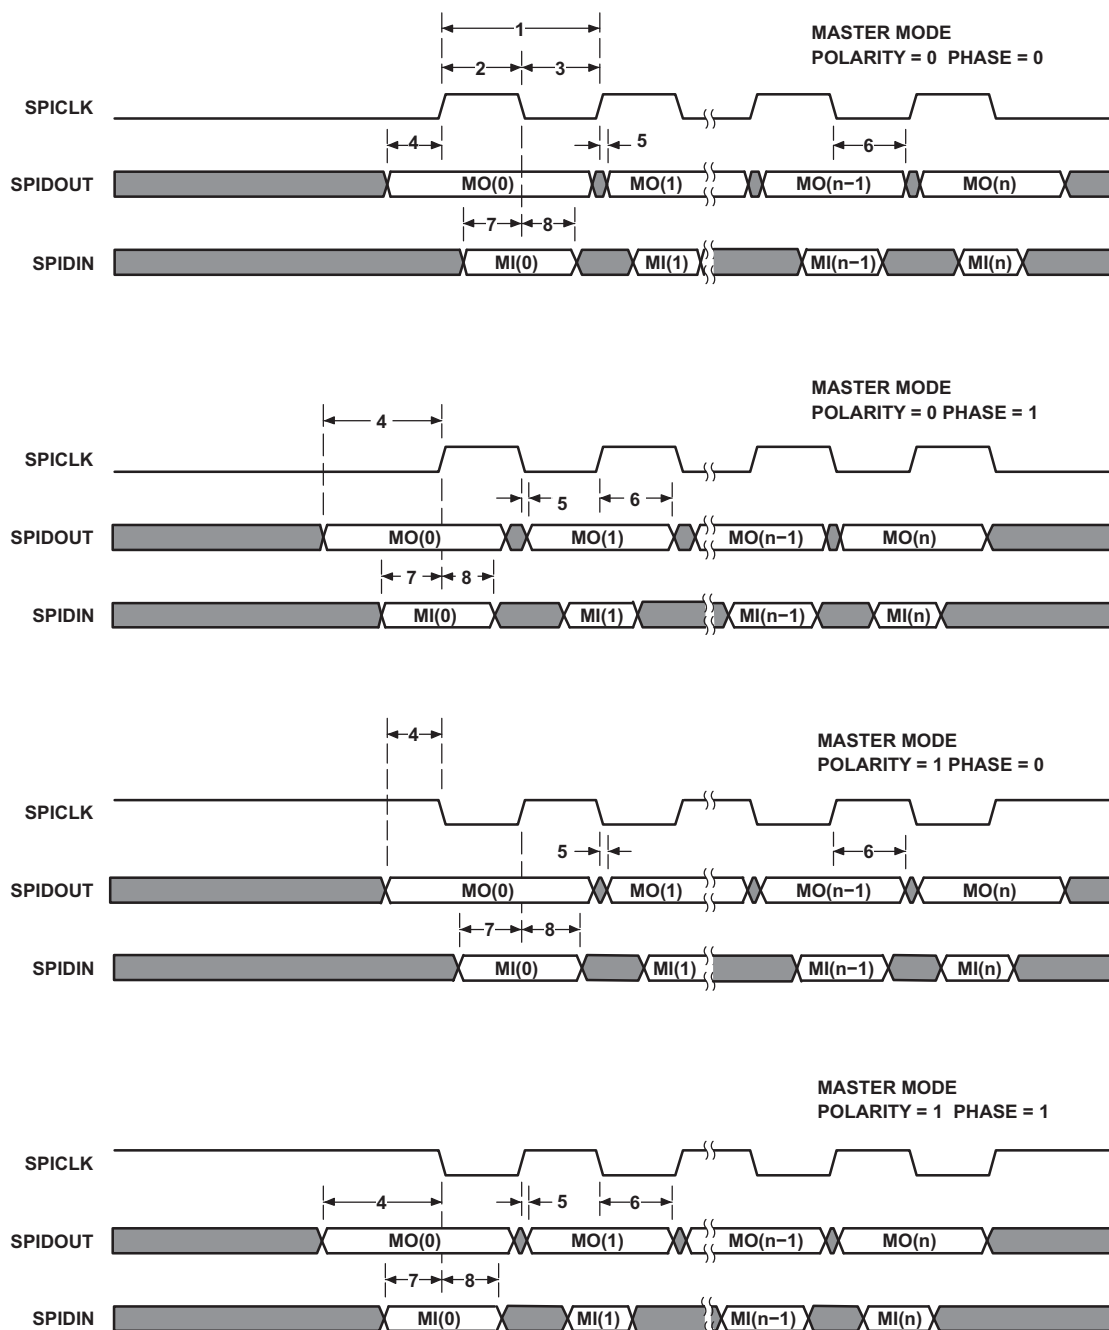 1
MASTER MODE
POLARITY = 0 PHASE = 0
2 3
SPICLK
4 5 6
SPIDOUT MO(0) MO(1) MO(n−1) MO(n)
7 8
SPIDIN MI(0) MI(1) MI(n−1) MI(n)
MASTER MODE
POLARITY = 0 PHASE = 1
4
SPICLK
5 6
SPIDOUT MO(0) MO(1) MO(n−1) MO(n)
7 8
SPIDIN MI(0) MI(1) MI(n−1) MI(n)
4
MASTER MODE
POLARITY = 1 PHASE = 0
SPICLK
5 6
SPIDOUT MO(0) MO(1) MO(n−1) MO(n)
7 8
SPIDIN MI(0) MI(1) MI(n−1) MI(n)
MASTER MODE
POLARITY = 1 PHASE = 1
SPICLK
4 5 6
SPIDOUT MO(0) MO(1) MO(n−1) MO(n)
7 8
SPIDIN MI(0) MI(1) MI(n−1) MI(n)